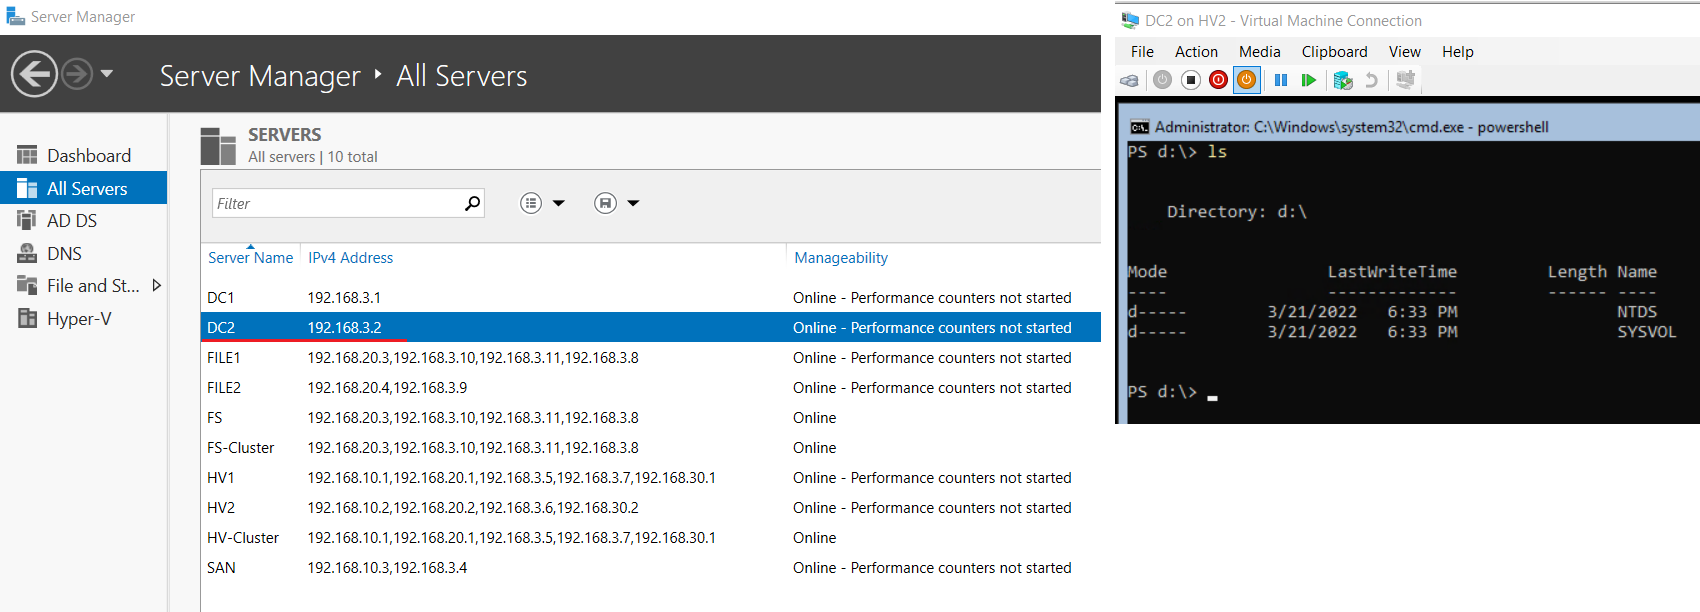 Server Manager
Server Manager ‣ All Servers
Dashboard
All Servers
AD DS
DNS
File and St...
Hyper-V
SERVERS
All servers | 10 total
Filter
Server Name IPv4 Address Manageability
DC1 192.168.3.1 Online - Performance counters not started
DC2 192.168.3.2 Online - Performance counters not started
FILE1 192.168.20.3,192.168.3.10,192.168.3.11,192.168.3.8 Online - Performance counters not started
FILE2 192.168.20.4,192.168.3.9 Online - Performance counters not started
FS 192.168.20.3,192.168.3.10,192.168.3.11,192.168.3.8 Online
FS-Cluster 192.168.20.3,192.168.3.10,192.168.3.11,192.168.3.8 Online
HV1 192.168.10.1,192.168.20.1,192.168.3.5,192.168.3.7,192.168.30.1 Online - Performance counters not started
HV2 192.168.10.2,192.168.20.2,192.168.3.6,192.168.30.2 Online - Performance counters not started
HV-Cluster 192.168.10.1,192.168.20.1,192.168.3.5,192.168.3.7,192.168.30.1 Online
SAN 192.168.10.3,192.168.3.4 Online - Performance counters not started
DC2 on HV2 - Virtual Machine Connection
File Action Media Clipboard View Help
Administrator: C:\Windows\system32\cmd.exe - powershell
PS d:\> ls
Directory: d:\
Mode LastWriteTime Length Name
---- ------------- ------ ----
d----- 3/21/2022 6:33 PM NTDS
d----- 3/21/2022 6:33 PM SYSVOL
PS d:\> _